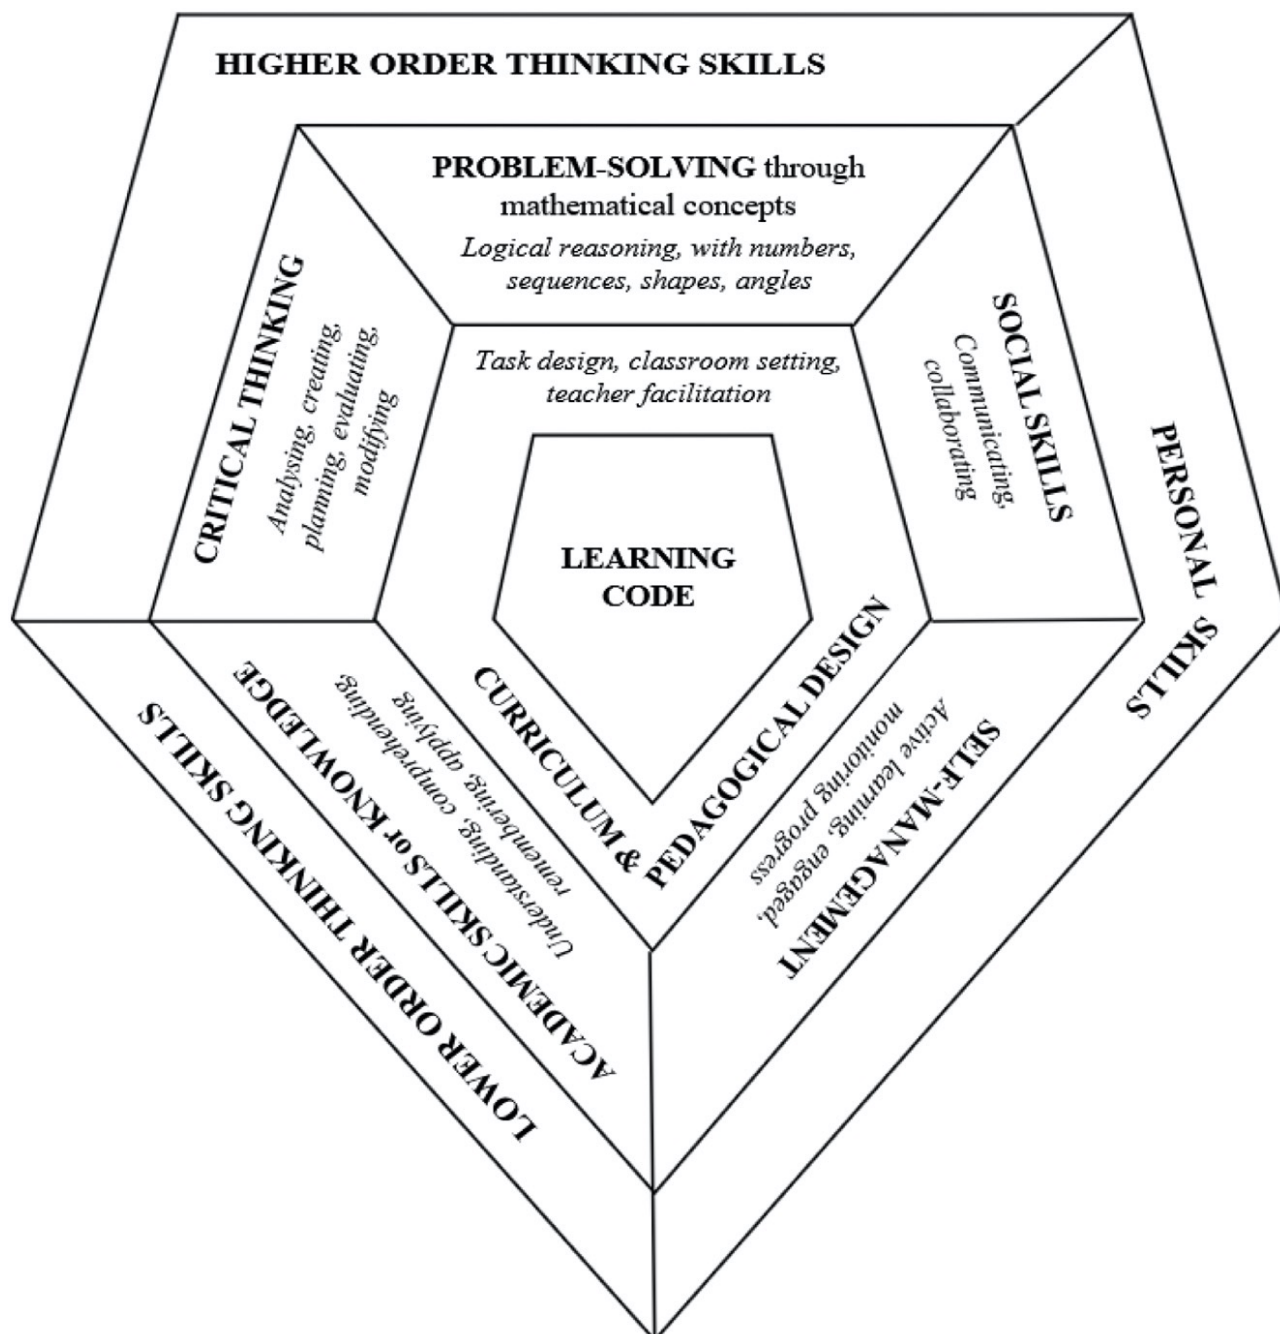 HIGHER ORDER THINKING SKILLS
PROBLEM-SOLVING through
mathematical concepts
Logical reasoning, with numbers,
sequences, shapes, angles
CRITICAL THINKING
Analysing, creating,
planning, evaluating,
modifying
Task design, classroom setting,
teacher facilitation
SOCIAL SKILLS
Communicating,
collaborating
PERSONAL SKILLS
LEARNING
CODE
CURRICULUM &
PEDAGOGICAL DESIGN
LOWER ORDER THINKING SKILLS
ACADEMIC SKILLS or KNOWLEDGE
Understanding, comprehending,
remembering, applying
SELF-MANAGEMENT
Active learning, engaged,
monitoring progress